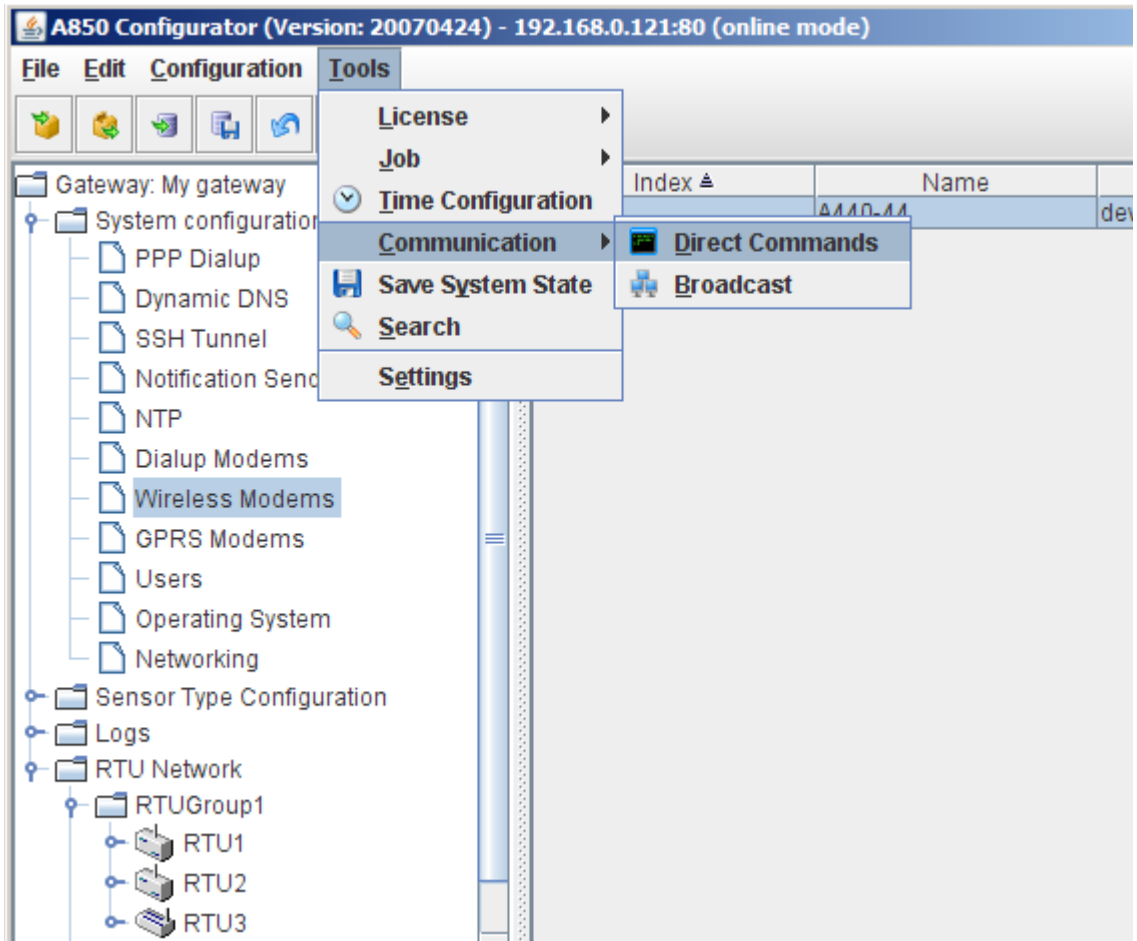 A850 Configurator (Version: 20070424) - 192.168.0.121:80 (online mode)
File Edit Configuration Tools
License
Job
Time Configuration
Communication
Save System State
Search
Settings
Direct Commands
Broadcast
Index Name
A440-44 dev
Gateway: My gateway
System configuration
PPP Dialup
Dynamic DNS
SSH Tunnel
Notification Send
NTP
Dialup Modems
Wireless Modems
GPRS Modems
Users
Operating System
Networking
Sensor Type Configuration
Logs
RTU Network
RTUGroup1
RTU1
RTU2
RTU3